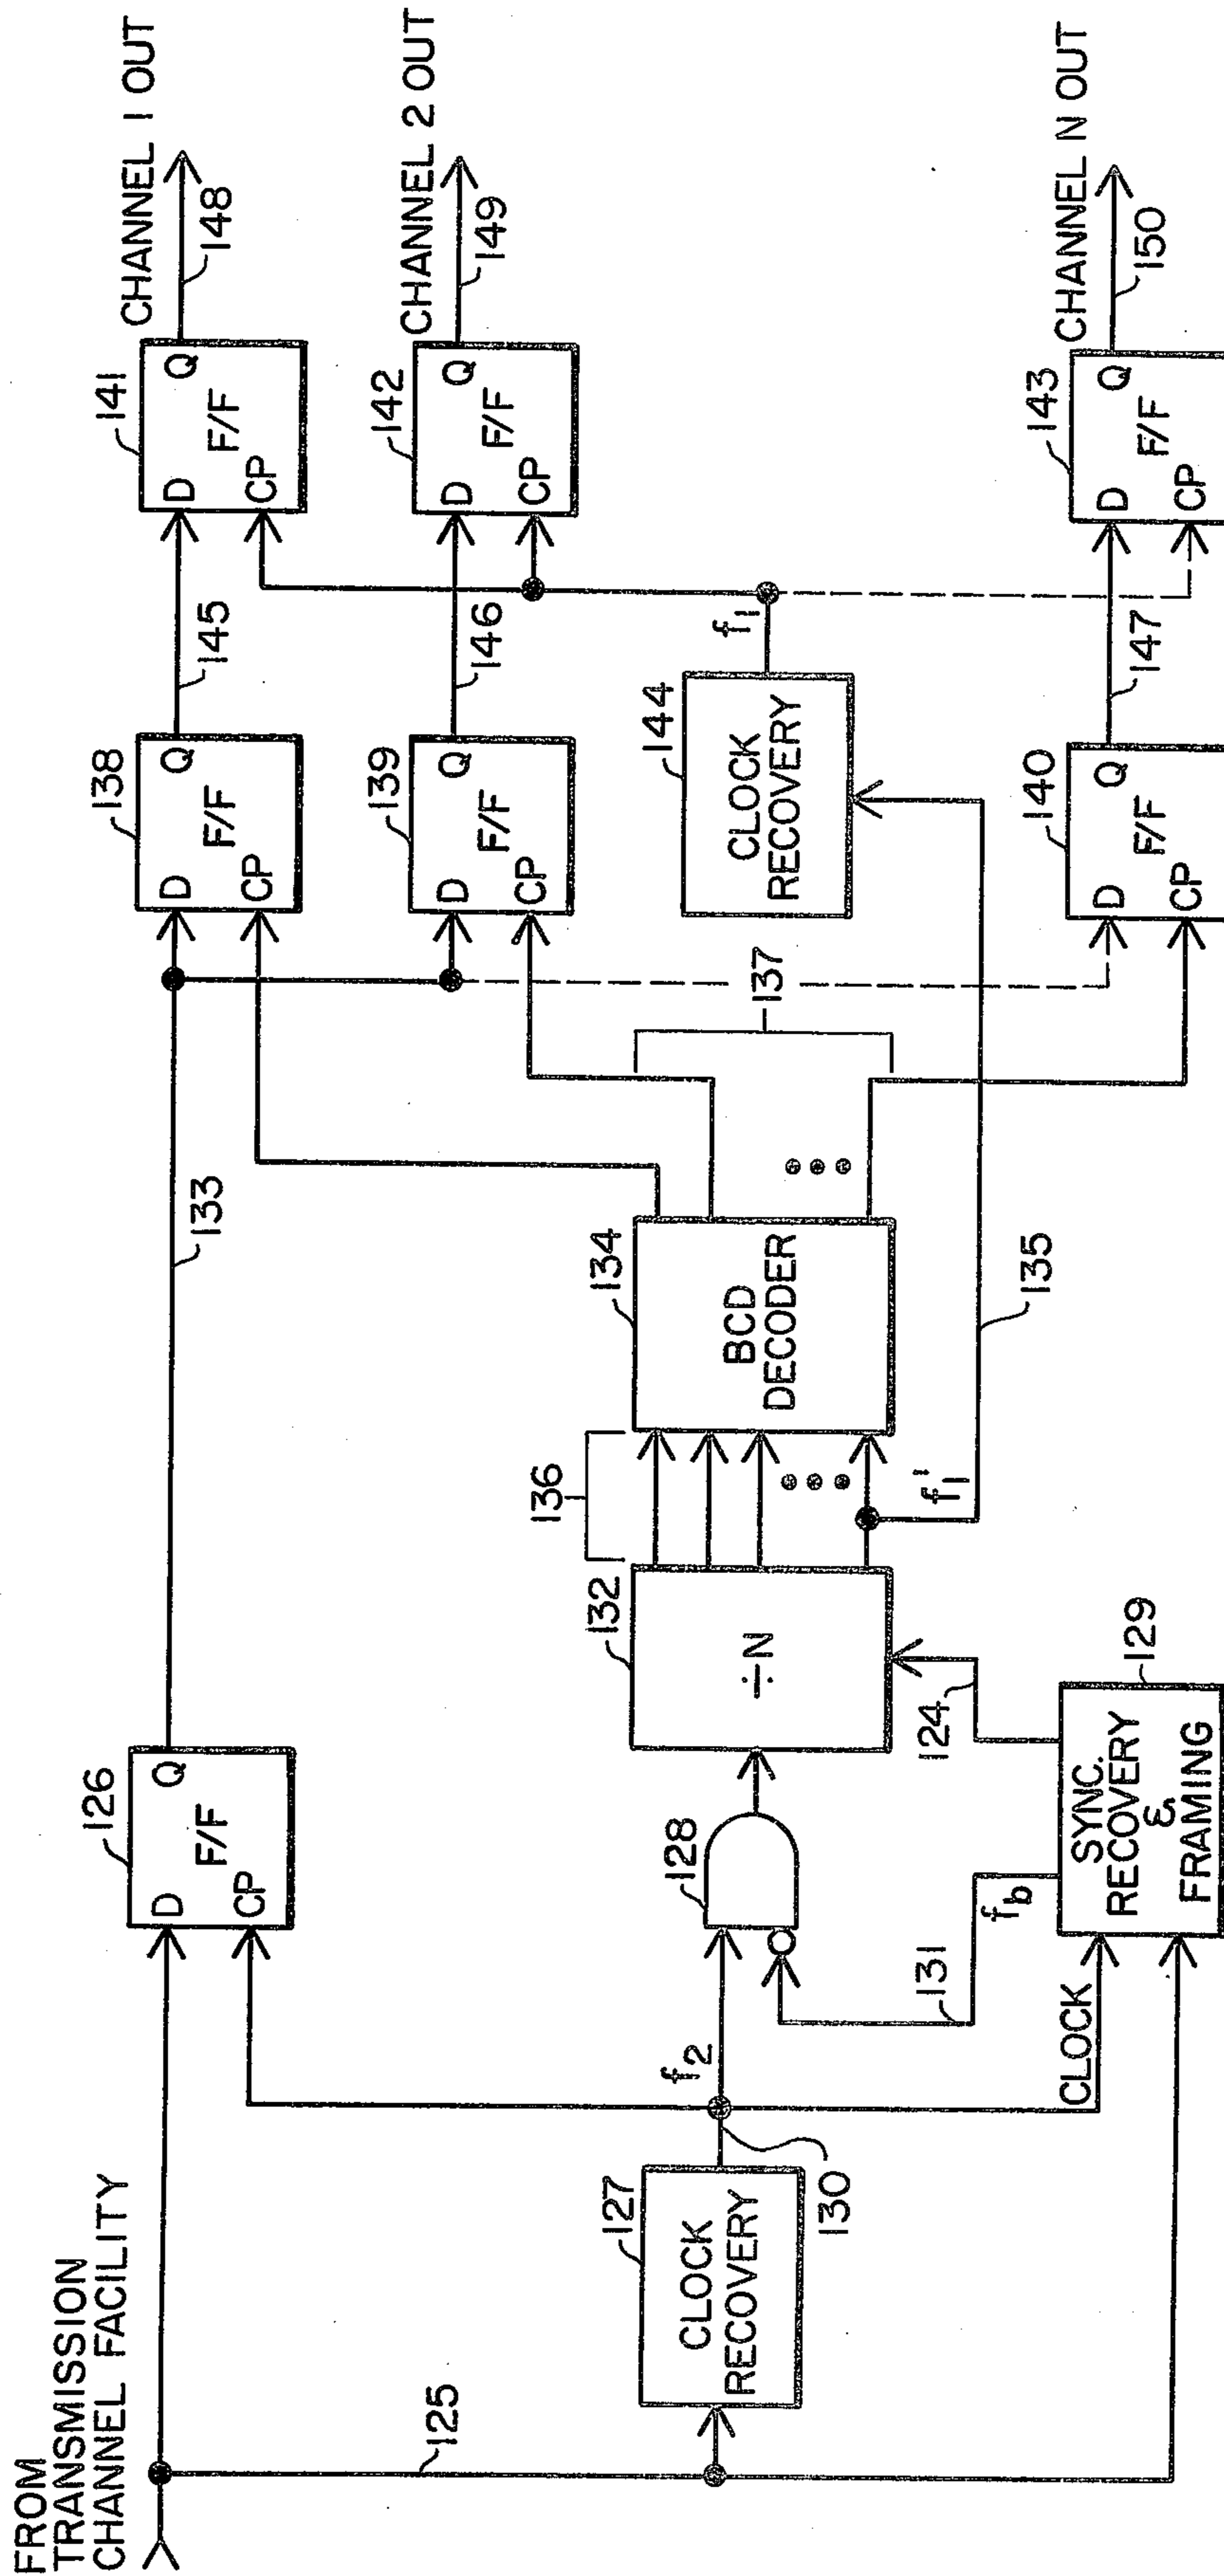 FROM
TRANSMISSION
CHANNEL FACILITY
125
126
D
Q
F/F
CP
133
138
D
Q
F/F
CP
145
141
D
Q
F/F
CP
CHANNEL 1 OUT
148
139
D
Q
F/F
CP
146
142
D
Q
F/F
CP
CHANNEL 2 OUT
149
127
CLOCK
RECOVERY
130
f2
128
131
fb
CLOCK
129
SYNC.
RECOVERY
&
FRAMING
124
132
÷N
136
f1'
134
BCD
DECODER
135
137
144
CLOCK
RECOVERY
f1
140
D
Q
F/F
CP
147
143
D
Q
F/F
CP
CHANNEL N OUT
150